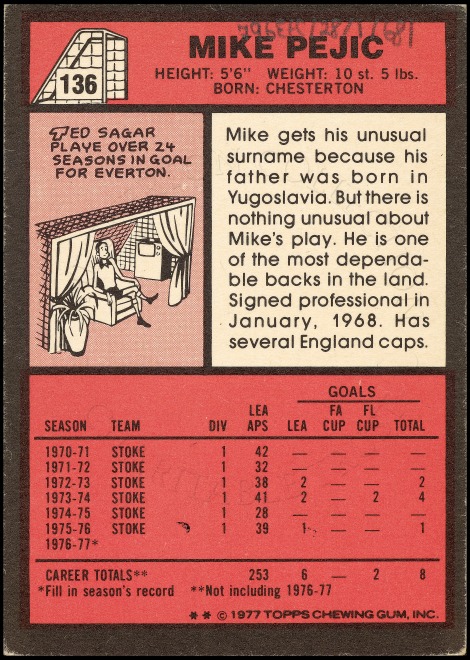 136
MIKE PEJIC
HEIGHT: 5'6" WEIGHT: 10 st. 5 lbs.
BORN: CHESTERTON
TED SAGAR
PLAYE OVER 24
SEASONS IN GOAL
FOR EVERTON.
Mike gets his unusual
surname because his
father was born in
Yugoslavia. But there is
nothing unusual about
Mike's play. He is one
of the most dependa-
ble backs in the land.
Signed professional in
January, 1968. Has
several England caps.
GOALS
LEA FA FL
SEASON TEAM DIV APS LEA CUP CUP TOTAL
1970-71 STOKE 1 42 — — — —
1971-72 STOKE 1 32 — — — —
1972-73 STOKE 1 38 2 — — 2
1973-74 STOKE 1 41 2 — 2 4
1974-75 STOKE 1 28 — — — —
1975-76 STOKE 1 39 1 — — 1
1976-77*
CAREER TOTALS** 253 6 — 2 8
*Fill in season's record **Not including 1976-77
** © 1977 TOPPS CHEWING GUM, INC.